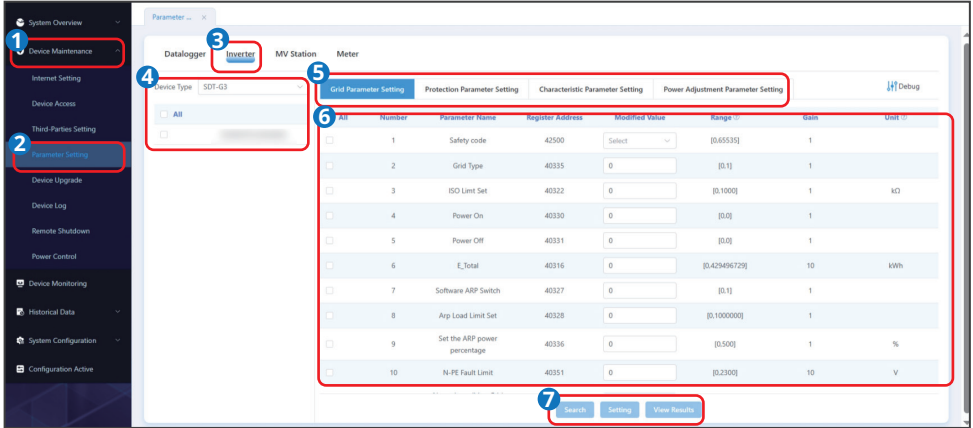 Parameter ... ×
System Overview
1
Device Maintenance
Internet Setting
Device Access
Third-Parties Setting
2
Parameter Setting
Device Upgrade
Device Log
Remote Shutdown
Power Control
Device Monitoring
Historical Data
System Configuration
Configuration Active
3
Datalogger Inverter MV Station Meter
4
Device Type SDT-G3
All
5
Grid Parameter Setting Protection Parameter Setting Characteristic Parameter Setting Power Adjustment Parameter Setting Debug
6
All Number Parameter Name Register Address Modified Value Range Gain Unit
1 Safety code 42500 Select [0,65535] 1
2 Grid Type 40335 0 [0,1] 1
3 ISO Limt Set 40322 0 [0,1000] 1 kΩ
4 Power On 40330 0 [0,0] 1
5 Power Off 40331 0 [0,0] 1
6 E_Total 40316 0 [0,429496729] 10 kWh
7 Software ARP Switch 40327 0 [0,1] 1
8 Arp Load Limit Set 40328 0 [0,1000000] 1
9 Set the ARP power percentage 40336 0 [0,500] 1 %
10 N-PE Fault Limit 40351 0 [0,2300] 10 V
7
Search Setting View Results